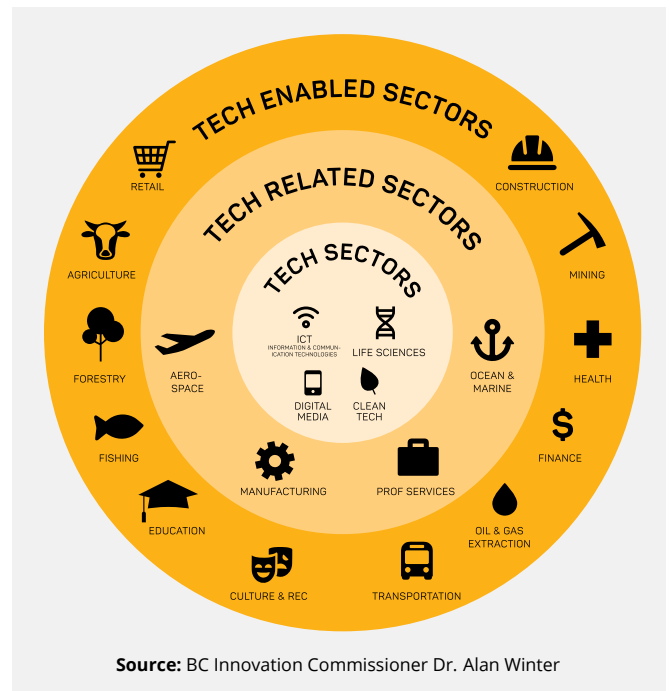 TECH ENABLED SECTORS
RETAIL
CONSTRUCTION
TECH RELATED SECTORS
AGRICULTURE
MINING
TECH SECTORS
ICT
INFORMATION & COMMUN-
ICATION TECHNOLOGIES
LIFE SCIENCES
FORESTRY
AERO-
SPACE
OCEAN &
MARINE
HEALTH
DIGITAL
MEDIA
CLEAN
TECH
FISHING
FINANCE
MANUFACTURING
PROF SERVICES
EDUCATION
OIL & GAS
EXTRACTION
CULTURE & REC
TRANSPORTATION
Source: BC Innovation Commissioner Dr. Alan Winter